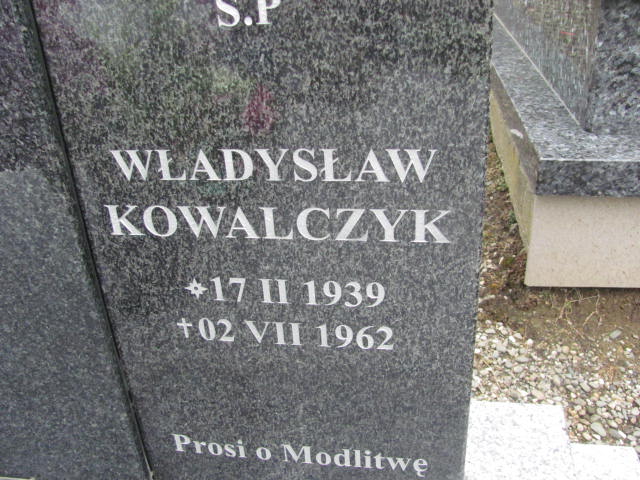 S.P
WŁADYSŁAW
KOWALCZYK
17 II 1939
†02 VII 1962
Prosi o Modlitwę